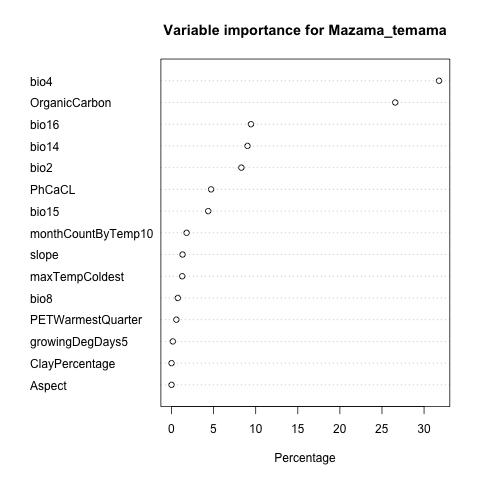 Variable importance for Mazama_temama
bio4
OrganicCarbon
bio16
bio14
bio2
PhCaCL
bio15
monthCountByTemp10
slope
maxTempColdest
bio8
PETWarmestQuarter
growingDegDays5
ClayPercentage
Aspect
0 5 10 15 20 25 30
Percentage